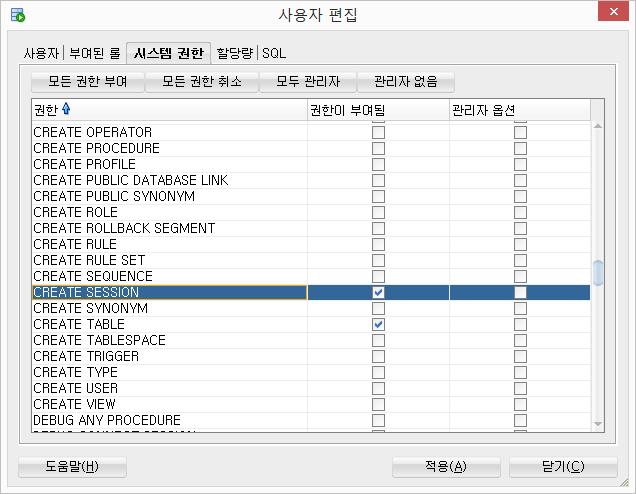 사용자 편집
사용자 부여된 롤 시스템 권한 할당량 SQL
모든 권한 부여 모든 권한 취소 모두 관리자 관리자 없음
권한 권한이 부여됨 관리자 옵션
CREATE OPERATOR
CREATE PROCEDURE
CREATE PROFILE
CREATE PUBLIC DATABASE LINK
CREATE PUBLIC SYNONYM
CREATE ROLE
CREATE ROLLBACK SEGMENT
CREATE RULE
CREATE RULE SET
CREATE SEQUENCE
CREATE SESSION
CREATE SYNONYM
CREATE TABLE
CREATE TABLESPACE
CREATE TRIGGER
CREATE TYPE
CREATE USER
CREATE VIEW
DEBUG ANY PROCEDURE
도움말(H) 적용(A) 닫기(C)